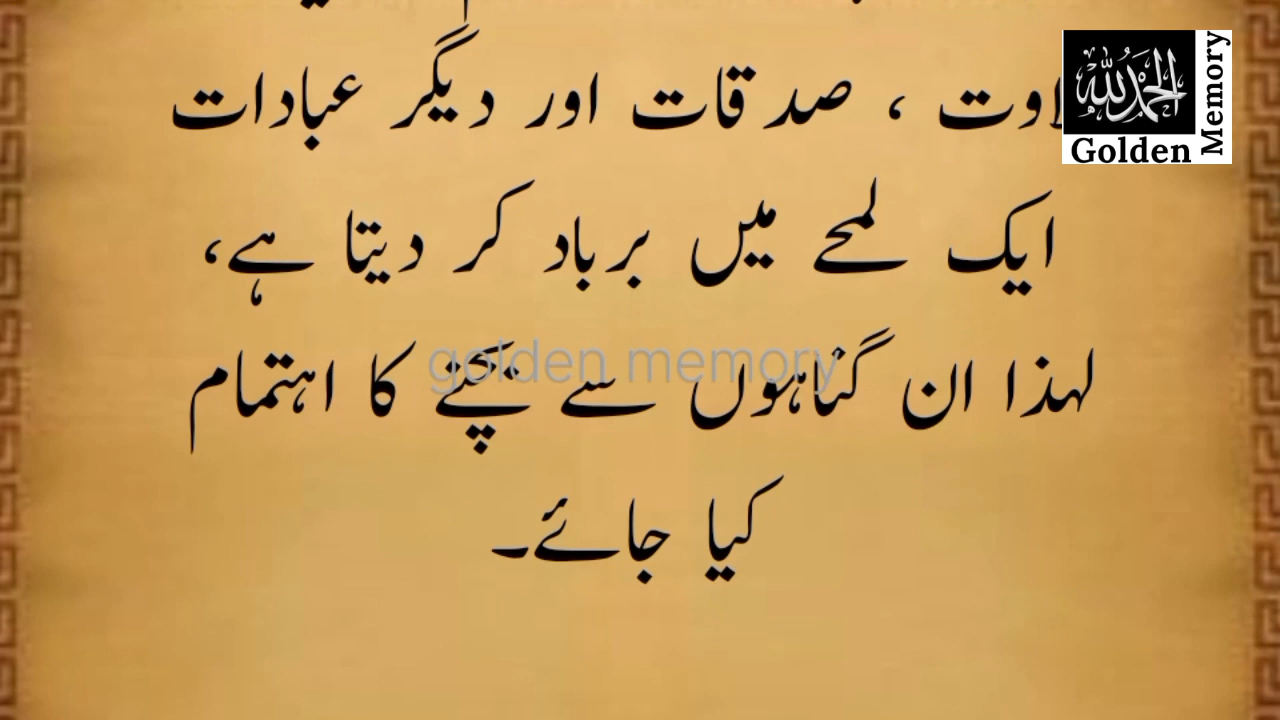 ، صدقات اور دیگر عبادات
ایک لمحے میں برباد کر دیتا ہے،
لہذا ان گناہوں سے بچنے کا اہتمام
کیا جائے۔
الحمدللہ
Golden
Memory
golden memory